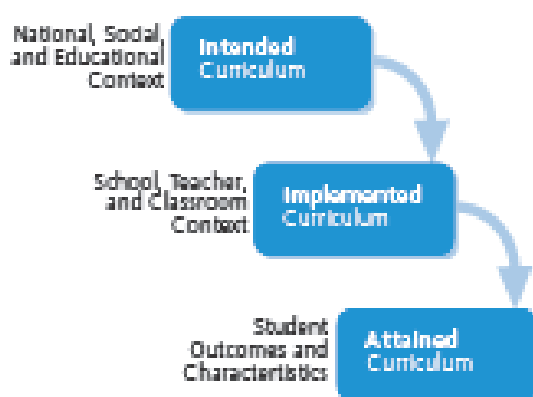 National, Social,
and Educational
Context
Intended
Curriculum
School, Teacher,
and Classroom
Context
Implemented
Curriculum
Student
Outcomes and
Characteristics
Attained
Curriculum